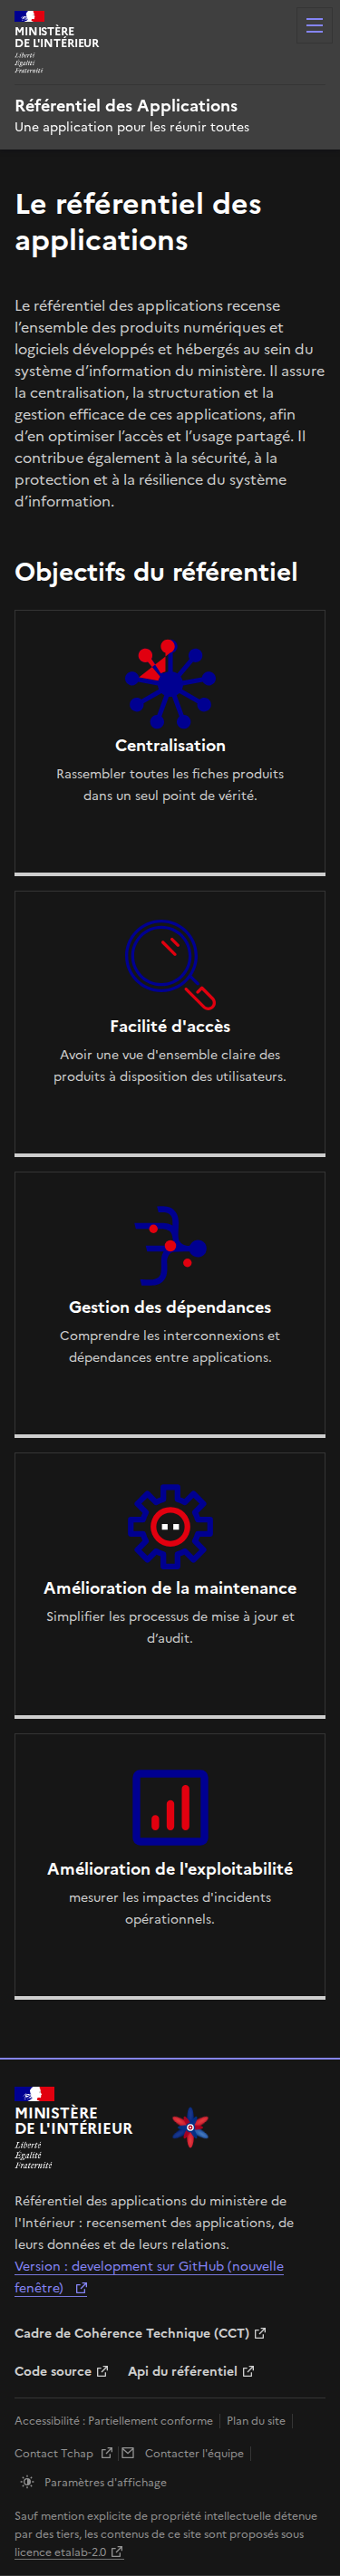 MINISTÈRE
DE L'INTÉRIEUR
Liberté
Égalité
Fraternité
Référentiel des Applications
Une application pour les réunir toutes
Le référentiel des
applications
Le référentiel des applications recense
l’ensemble des produits numériques et
logiciels développés et hébergés au sein du
système d’information du ministère. Il assure
la centralisation, la structuration et la
gestion efficace de ces applications, afin
d’en optimiser l’accès et l’usage partagé. Il
contribue également à la sécurité, à la
protection et à la résilience du système
d’information.
Objectifs du référentiel
Centralisation
Rassembler toutes les fiches produits
dans un seul point de vérité.
Facilité d'accès
Avoir une vue d'ensemble claire des
produits à disposition des utilisateurs.
Gestion des dépendances
Comprendre les interconnexions et
dépendances entre applications.
Amélioration de la maintenance
Simplifier les processus de mise à jour et
d’audit.
Amélioration de l'exploitabilité
mesurer les impactes d'incidents
opérationnels.
MINISTÈRE
DE L'INTÉRIEUR
Liberté
Égalité
Fraternité
Référentiel des applications du ministère de
l'Intérieur : recensement des applications, de
leurs données et de leurs relations.
Version : development sur GitHub (nouvelle
fenêtre)
Cadre de Cohérence Technique (CCT)
Code source Api du référentiel
Accessibilité : Partiellement conforme Plan du site
Contact Tchap Contacter l'équipe
Paramètres d'affichage
Sauf mention explicite de propriété intellectuelle détenue
par des tiers, les contenus de ce site sont proposés sous
licence etalab-2.0